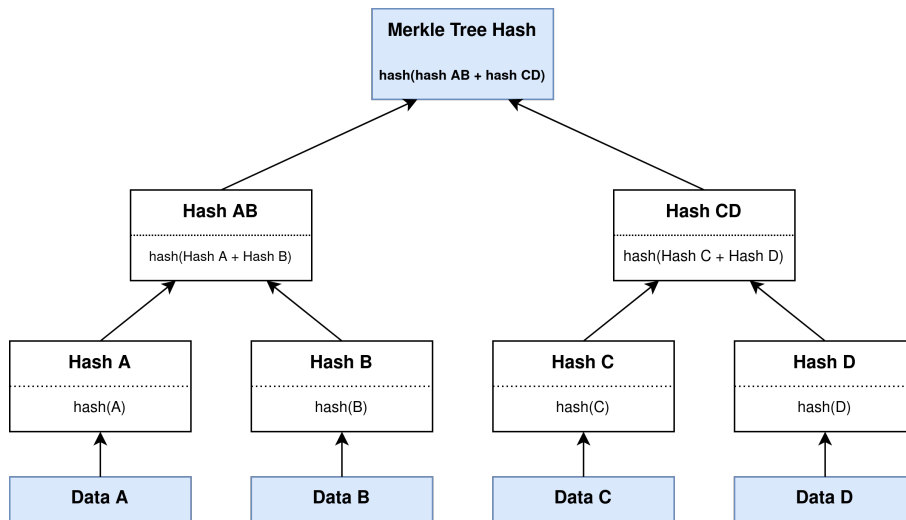 Merkle Tree Hash
hash(hash AB + hash CD)
Hash AB
hash(Hash A + Hash B)
Hash CD
hash(Hash C + Hash D)
Hash A
hash(A)
Hash B
hash(B)
Hash C
hash(C)
Hash D
hash(D)
Data A
Data B
Data C
Data D